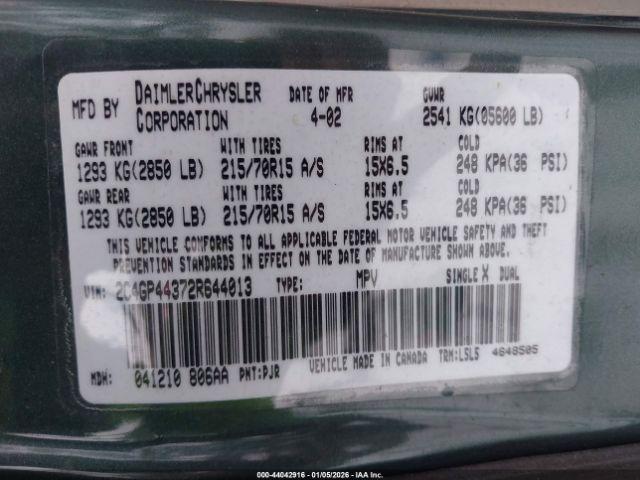 MFD BY DAIMLERCHRYSLER CORPORATION DATE OF MFR 4-02 GVWR 2541 KG(05600 LB)
GAWR FRONT WITH TIRES RIMS AT COLD
1293 KG(2850 LB) 215/70R15 A/S 15X6.5 248 KPA(36 PSI)
GAWR REAR WITH TIRES RIMS AT COLD
1293 KG(2850 LB) 215/70R15 A/S 15X6.5 248 KPA(36 PSI)
THIS VEHICLE CONFORMS TO ALL APPLICABLE FEDERAL MOTOR VEHICLE SAFETY AND THEFT
PREVENTION STANDARDS IN EFFECT ON THE DATE OF MANUFACTURE SHOWN ABOVE.
VIN: 2C4GP44372R644013 TYPE: MPV SINGLE X DUAL
MDH: 041210 806AA PNT:PJR VEHICLE MADE IN CANADA TRM:L5L5 4648505
000-44042916 - 01/05/2026 - COPYRIGHT IAA, INC.